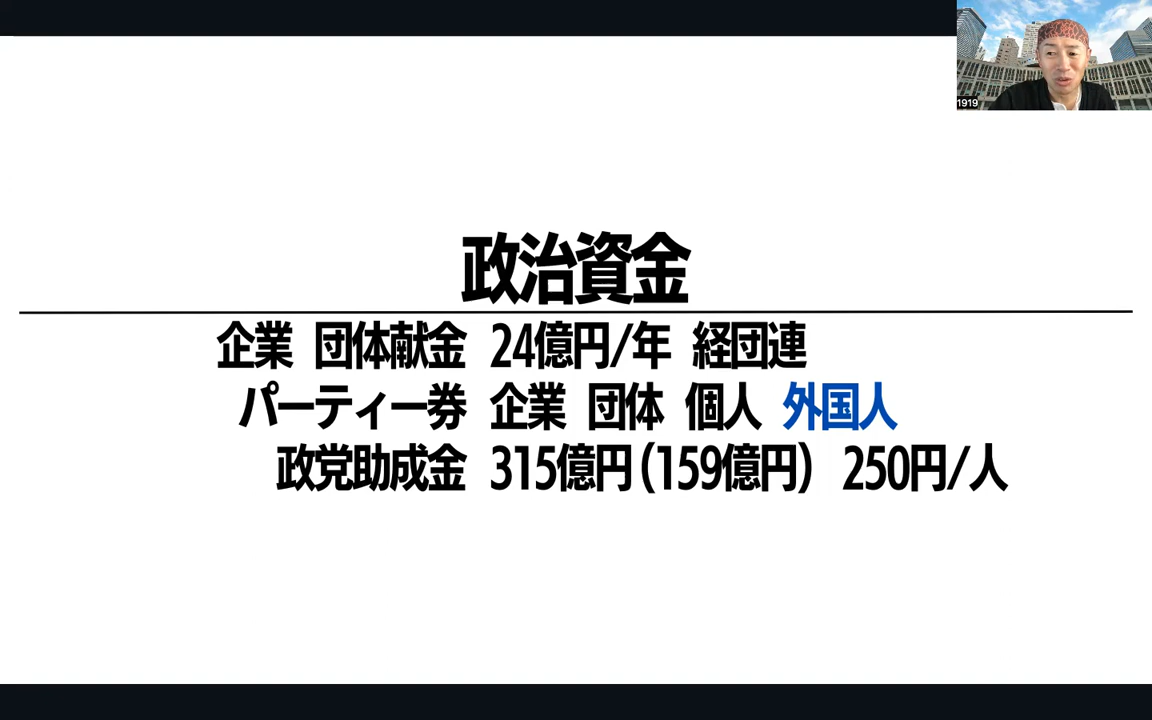 1919
政治資金
企業 団体献金 24億円/年 経団連
パーティー券 企業 団体 個人 外国人
政党助成金 315億円(159億円) 250円/人